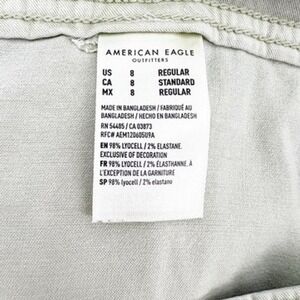 AMERICAN EAGLE
OUTFITTERS
US 8 REGULAR
CA 8 STANDARD
MX 8 REGULAR
MADE IN BANGLADESH / FABRIQUÉ AU
BANGLADESH / HECHO EN BANGLADESH
RN 54485 / CA 03873
RFC# AEM120605U9A
EN 98% LYOCELL / 2% ELASTANE.
EXCLUSIVE OF DECORATION
FR 98% LYOCELL / 2% ÉLASTHANNE. À
L'EXCEPTION DE LA GARNITURE
SP 98% lyocell / 2% elastano